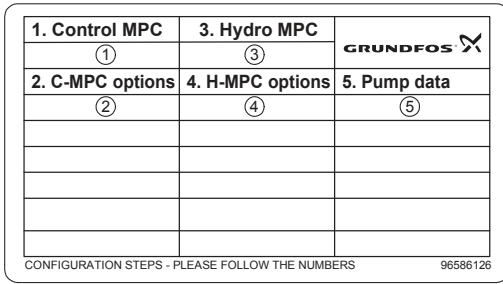 1. Control MPC 3. Hydro MPC GRUNDFOS
① ③
2. C-MPC options 4. H-MPC options 5. Pump data
② ④ ⑤
CONFIGURATION STEPS - PLEASE FOLLOW THE NUMBERS 96586126